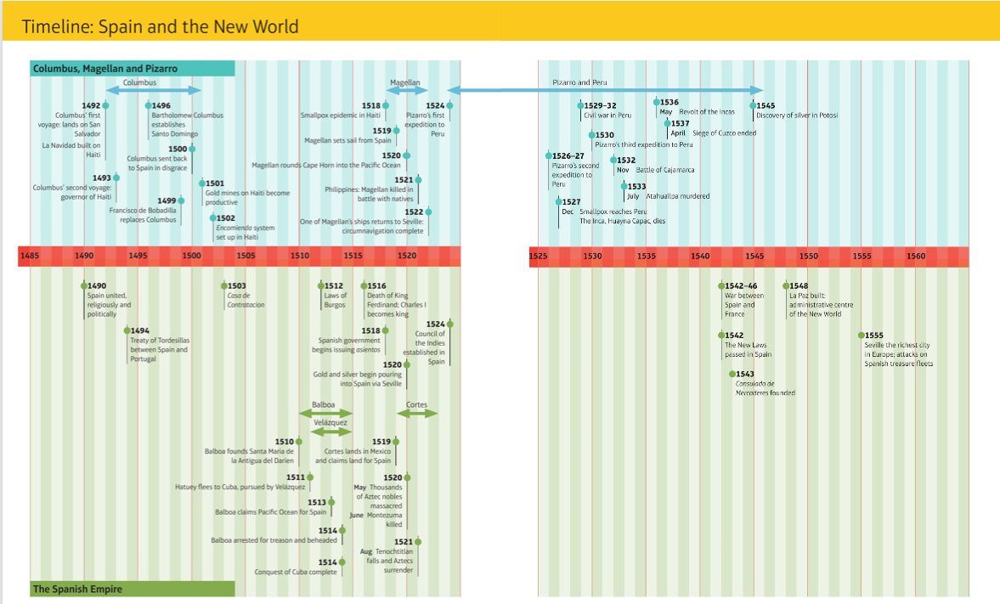 Timeline: Spain and the New World
Columbus, Magellan and Pizarro
Columbus
Magellan
Pizarro and Peru
1492
Columbus' first
voyage: lands on San
Salvador
La Navidad built on
Haiti
1493
Columbus' second voyage:
governor of Haiti
1496
Bartholomew Columbus
establishes
Santo Domingo
1500
Columbus sent back
to Spain in disgrace
1499
Francisco de Bobadilla
replaces Columbus
1501
Gold mines on Haiti become
productive
1502
Encomienda system
set up in Haiti
1518
Smallpox epidemic in Haiti
1519
Magellan sets sail from Spain
1520
Magellan rounds Cape Horn into the Pacific Ocean
1521
Philippines: Magellan killed in
battle with natives
1522
One of Magellan's ships returns to Seville:
circumnavigation complete
1524
Pizarro's first
expedition to
Peru
1526–27
Pizarro's second
expedition to
Peru
1527
Dec Smallpox reaches Peru
The Inca, Huayna Capac, dies
1529–32
Civil war in Peru
1530
Pizarro's third expedition to Peru
1532
Nov Battle of Cajamarca
1533
July Atahuallpa murdered
1536
May Revolt of the Incas
1537
April Siege of Cuzco ended
1545
Discovery of silver in Potosi
1485 1490 1495 1500 1505 1510 1515 1520
1525 1530 1535 1540 1545 1550 1555 1560
1490
Spain united,
religiously and
politically
1494
Treaty of Tordesillas
between Spain and
Portugal
1503
Casa de
Contratacion
1512
Laws of
Burgos
1516
Death of King
Ferdinand; Charles I
becomes king
1518
Spanish government
begins issuing asientos
1524
Council of
the Indies
established in
Spain
1520
Gold and silver begin pouring
into Spain via Seville
1542–46
War between
Spain and
France
1542
The New Laws
passed in Spain
1543
Consulado de
Mercaderes founded
1548
La Paz built:
administrative centre
of the New World
1555
Seville the richest city
in Europe; attacks on
Spanish treasure fleets
Balboa
Velázquez
Cortes
1510
Balboa founds Santa Maria de
la Antigua del Darien
1511
Hatuey flees to Cuba, pursued by Velázquez
1513
Balboa claims Pacific Ocean for Spain
1514
Balboa arrested for treason and beheaded
1514
Conquest of Cuba complete
1519
Cortes lands in Mexico
and claims land for Spain
1520
May Thousands
of Aztec nobles
massacred
June Montezuma
killed
1521
Aug Tenochtitlan
falls and Aztecs
surrender
The Spanish Empire